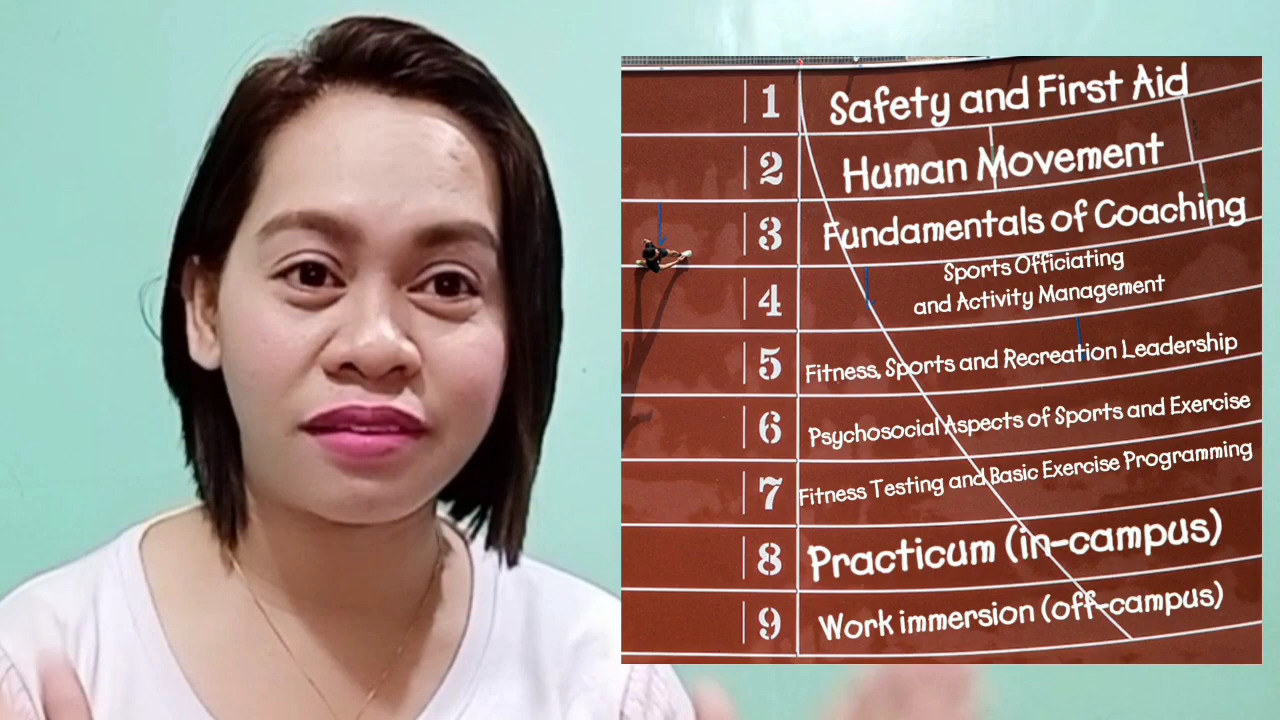 1 Safety and First Aid
2 Human Movement
3 Fundamentals of Coaching
4 Sports Officiating
and Activity Management
5 Fitness, Sports and Recreation Leadership
6 Psychosocial Aspects of Sports and Exercise
7 Fitness Testing and Basic Exercise Programming
8 Practicum (in-campus)
9 Work immersion (off-campus)